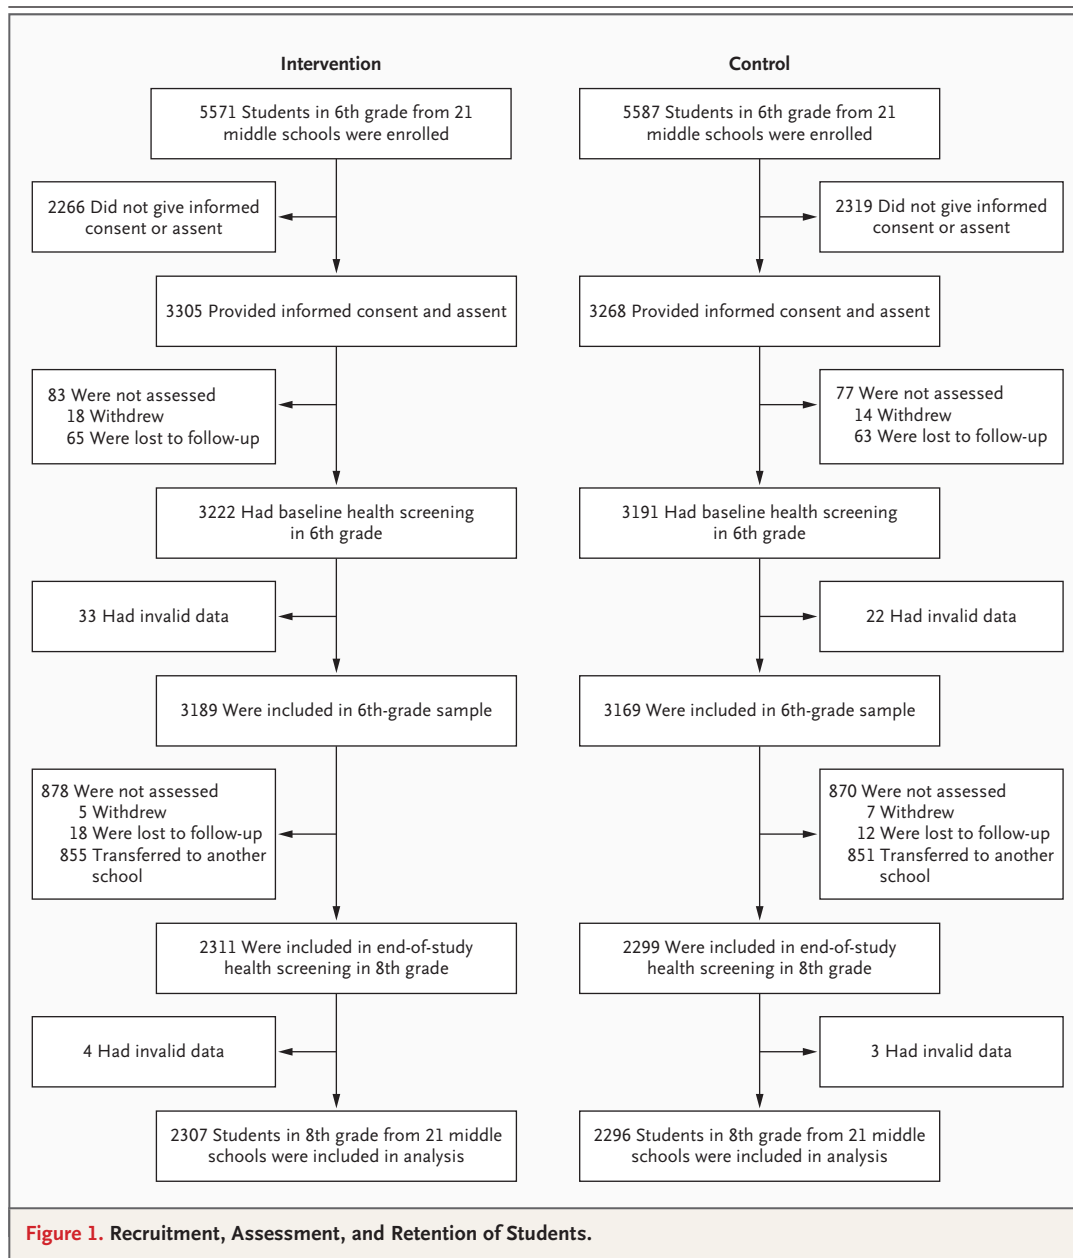 Intervention
Control
5571 Students in 6th grade from 21
middle schools were enrolled
5587 Students in 6th grade from 21
middle schools were enrolled
2266 Did not give informed
consent or assent
2319 Did not give informed
consent or assent
3305 Provided informed consent and assent
3268 Provided informed consent and assent
83 Were not assessed
18 Withdrew
65 Were lost to follow-up
77 Were not assessed
14 Withdrew
63 Were lost to follow-up
3222 Had baseline health screening
in 6th grade
3191 Had baseline health screening
in 6th grade
33 Had invalid data
22 Had invalid data
3189 Were included in 6th-grade sample
3169 Were included in 6th-grade sample
878 Were not assessed
5 Withdrew
18 Were lost to follow-up
855 Transferred to another
school
870 Were not assessed
7 Withdrew
12 Were lost to follow-up
851 Transferred to another
school
2311 Were included in end-of-study
health screening in 8th grade
2299 Were included in end-of-study
health screening in 8th grade
4 Had invalid data
3 Had invalid data
2307 Students in 8th grade from 21 middle
schools were included in analysis
2296 Students in 8th grade from 21 middle
schools were included in analysis
Figure 1. Recruitment, Assessment, and Retention of Students.